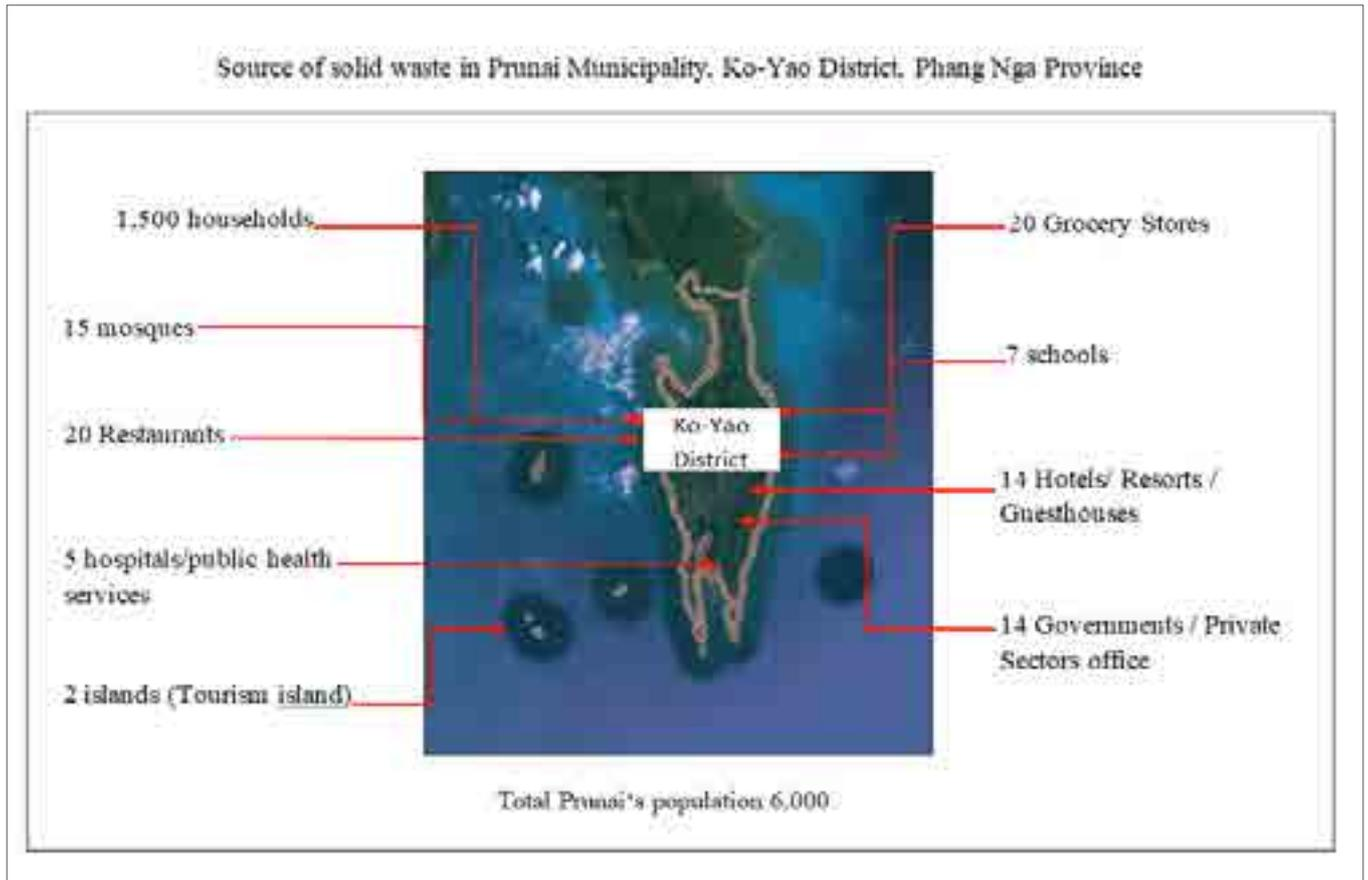 Source of solid waste in Prunai Municipality, Ko-Yao District, Phang Nga Province
1,500 households
15 mosques
20 Restaurants
5 hospitals/public health
services
2 islands (Tourism island)
Ko-Yao
District
20 Grocery Stores
7 schools
14 Hotels/ Resorts /
Guesthouses
14 Governments / Private
Sectors office
Total Prunai's population 6,000